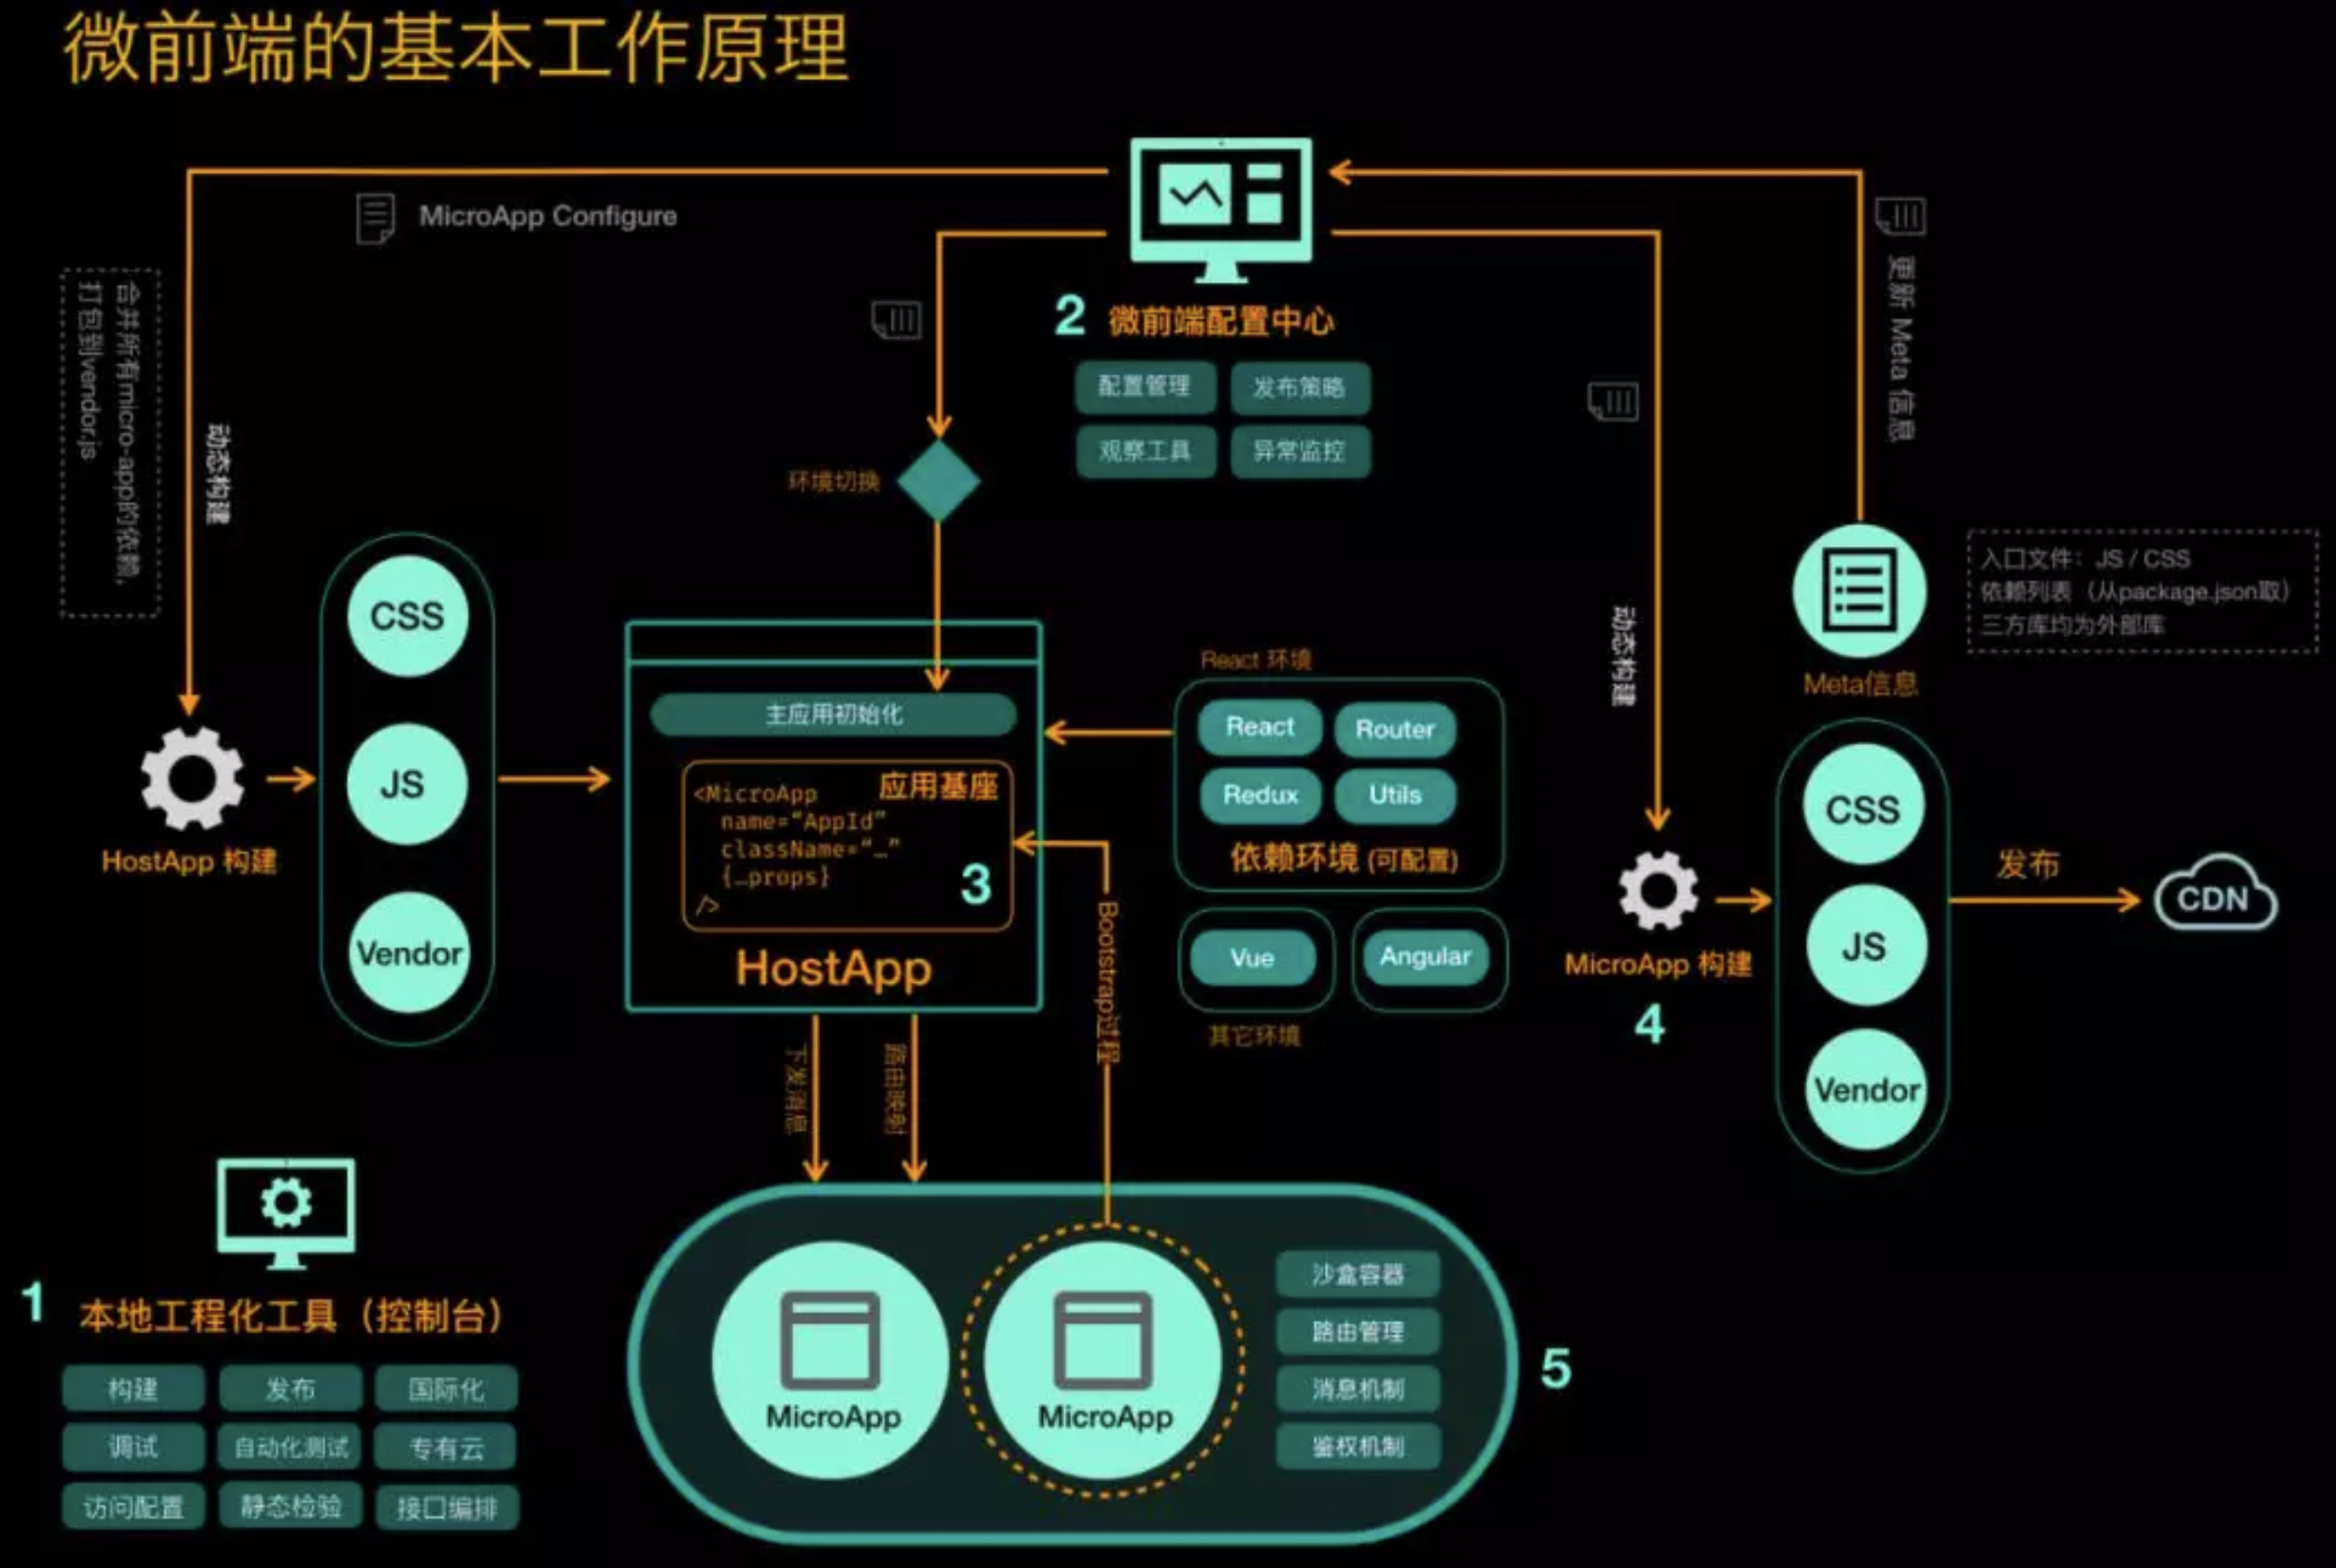 微前端的基本工作原理
MicroApp Configure
合并所有micro-app的依赖,
打包到vendor.js
动态构建
2 微前端配置中心
配置管理
发布策略
观察工具
异常监控
环境切换
更新 Meta 信息
动态构建
入口文件：JS / CSS
依赖列表（从package.json取）
三方库均为外部库
Meta信息
CSS
JS
Vendor
HostApp 构建
主应用初始化
应用基座
<MicroApp
name=“AppId”
className=“…”
{…props}
/>
3
HostApp
React 环境
React
Router
Redux
Utils
依赖环境 (可配置)
Vue
Angular
其它环境
Bootstrap过程
下发消息
路由映射
MicroApp 构建
4
CSS
JS
Vendor
发布
CDN
1 本地工程化工具（控制台）
构建
发布
国际化
调试
自动化测试
专有云
访问配置
静态检验
接口编排
MicroApp
MicroApp
沙盒容器
路由管理
消息机制
鉴权机制
5